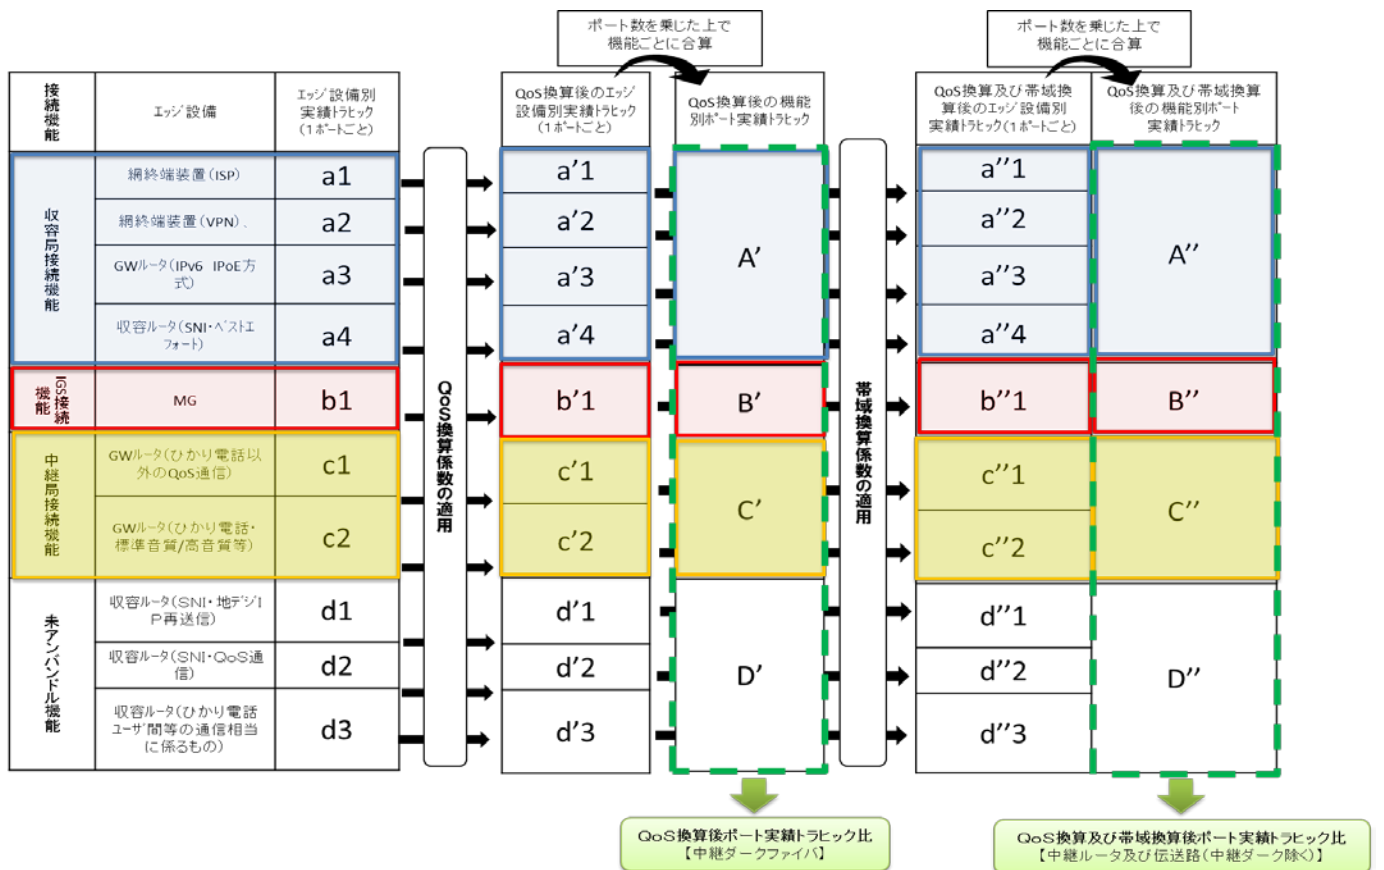 ポート数を乗じた上で
機能ごとに合算
ポート数を乗じた上で
機能ごとに合算
接続機能
エッジ設備
エッジ設備別
実績トラヒック
(1ポートごと)
QoS換算後のエッジ
設備別実績トラヒック
(1ポートごと)
QoS換算後の機能
別ポート実績トラヒック
QoS換算及び帯域換
算後のエッジ設備別
実績トラヒック(1ポートごと)
QoS換算及び帯域換算
後の機能別ポート
実績トラヒック
収容局接続機能
網終端装置(ISP)
a1
網終端装置(VPN)、
a2
GWルータ(IPv6 IPoE方
式)
a3
収容ルータ(SNI・ベストエ
フォート)
a4
IGS接続
機能
MG
b1
中継局接続機能
GWルータ(ひかり電話以
外のQoS通信)
c1
GWルータ(ひかり電話・
標準音質/高音質等)
c2
未アンバンドル機能
収容ルータ(SNI・地デジI
P再送信)
d1
収容ルータ(SNI・QoS通
信)
d2
収容ルータ(ひかり電話
ユーザ間等の通信相当
に係るもの)
d3
QoS換算係数の適用
a'1
a'2
a'3
a'4
b'1
c'1
c'2
d'1
d'2
d'3
A'
B'
C'
D'
帯域換算係数の適用
a''1
a''2
a''3
a''4
b''1
c''1
c''2
d''1
d''2
d''3
A''
B''
C''
D''
QoS換算後ポート実績トラヒック比
【中継ダークファイバ】
QoS換算及び帯域換算後ポート実績トラヒック比
【中継ルータ及び伝送路(中継ダーク除く)】